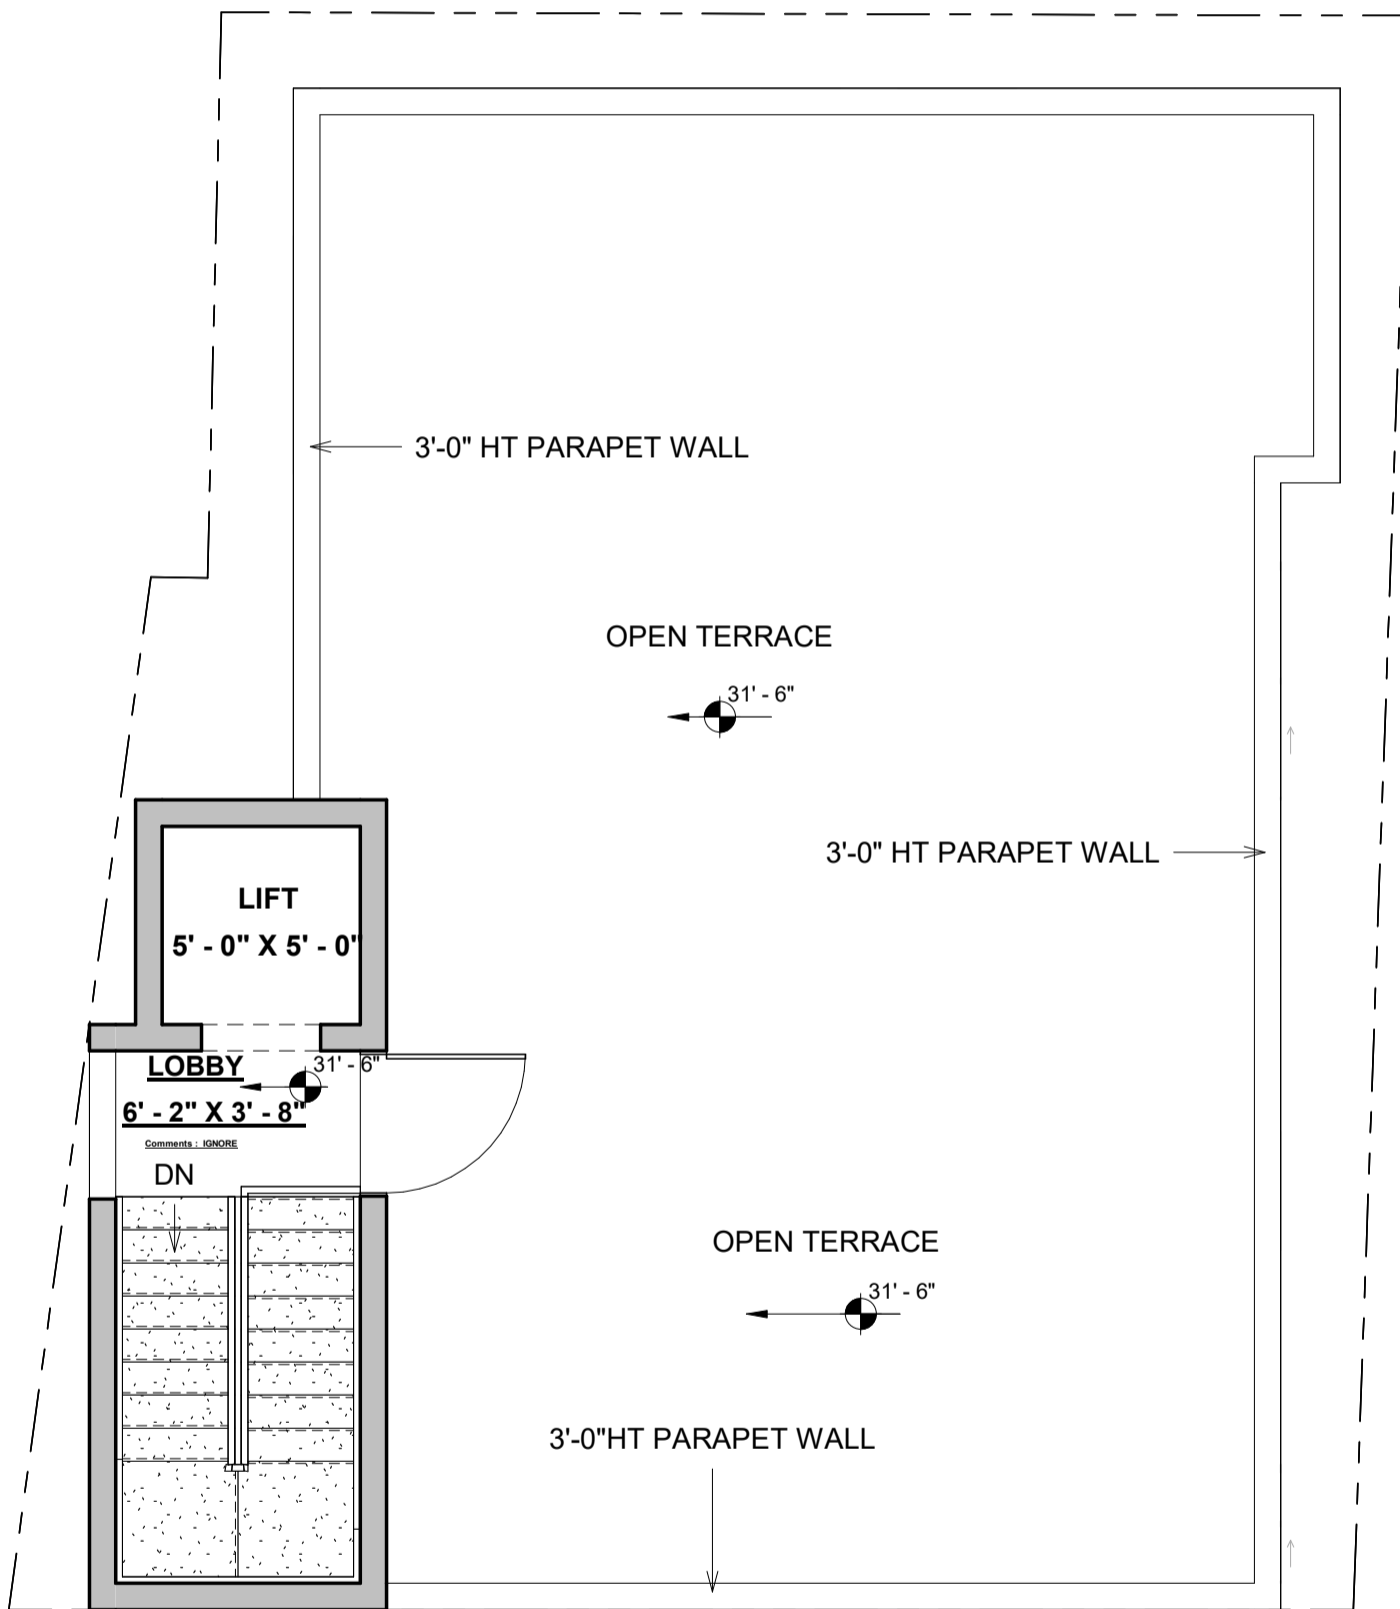 3'-0" HT PARAPET WALL
OPEN TERRACE
31' - 6"
3'-0" HT PARAPET WALL
LIFT
5' - 0" X 5' - 0"
LOBBY
31' - 6"
6' - 2" X 3' - 8"
Comments : IGNORE
DN
OPEN TERRACE
31' - 6"
3'-0"HT PARAPET WALL